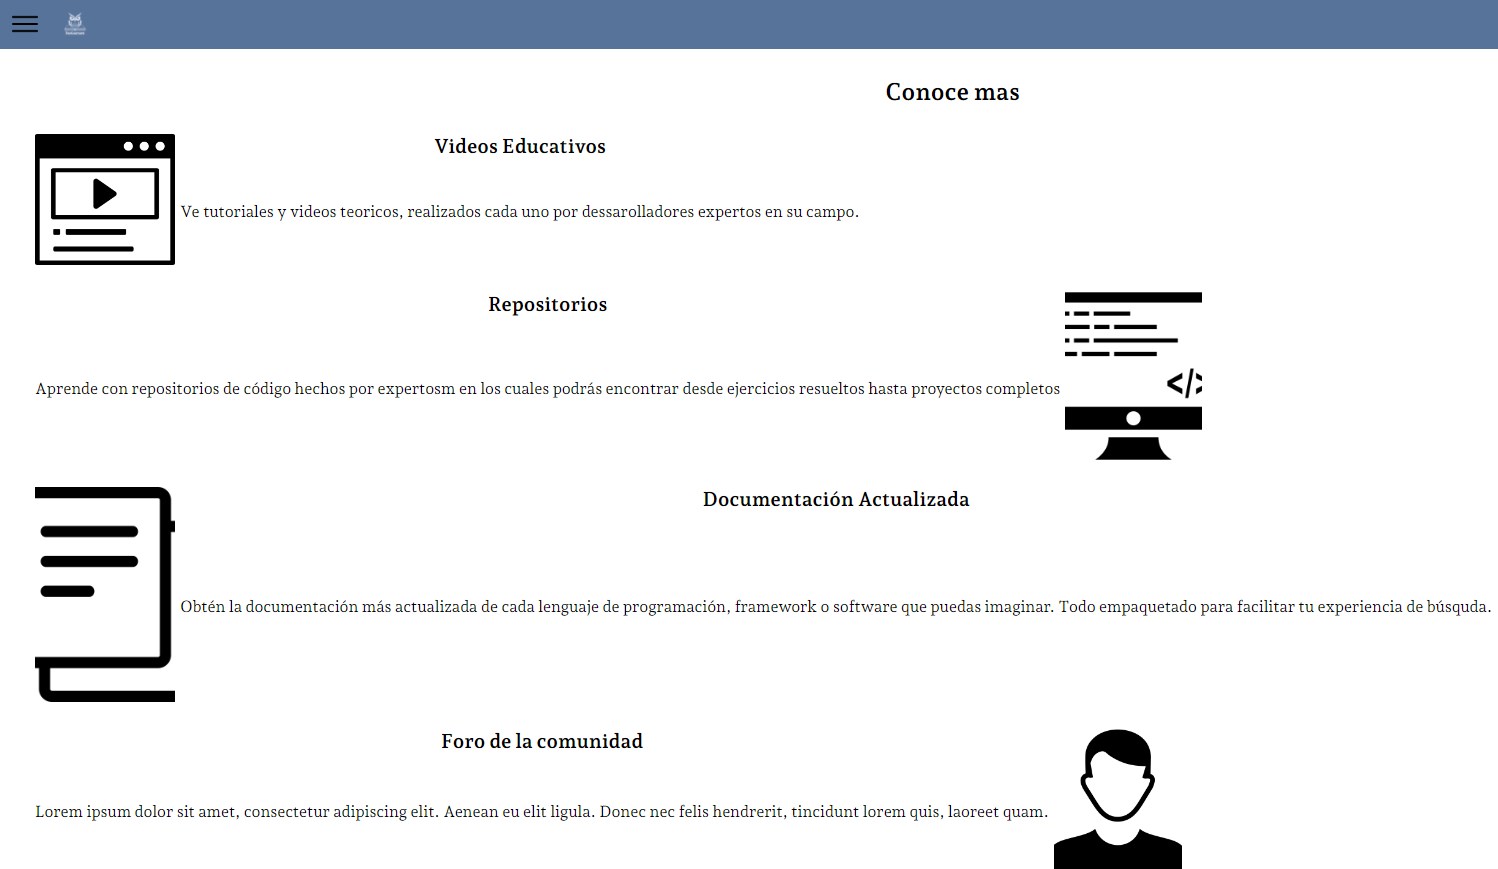 Conoce mas
Videos Educativos
Ve tutoriales y videos teoricos, realizados cada uno por dessarolladores expertos en su campo.
Repositorios
Aprende con repositorios de código hechos por expertosm en los cuales podrás encontrar desde ejercicios resueltos hasta proyectos completos
</>
Documentación Actualizada
Obtén la documentación más actualizada de cada lenguaje de programación, framework o software que puedas imaginar. Todo empaquetado para facilitar tu experiencia de búsquda.
Foro de la comunidad
Lorem ipsum dolor sit amet, consectetur adipiscing elit. Aenean eu elit ligula. Donec nec felis hendrerit, tincidunt lorem quis, laoreet quam.